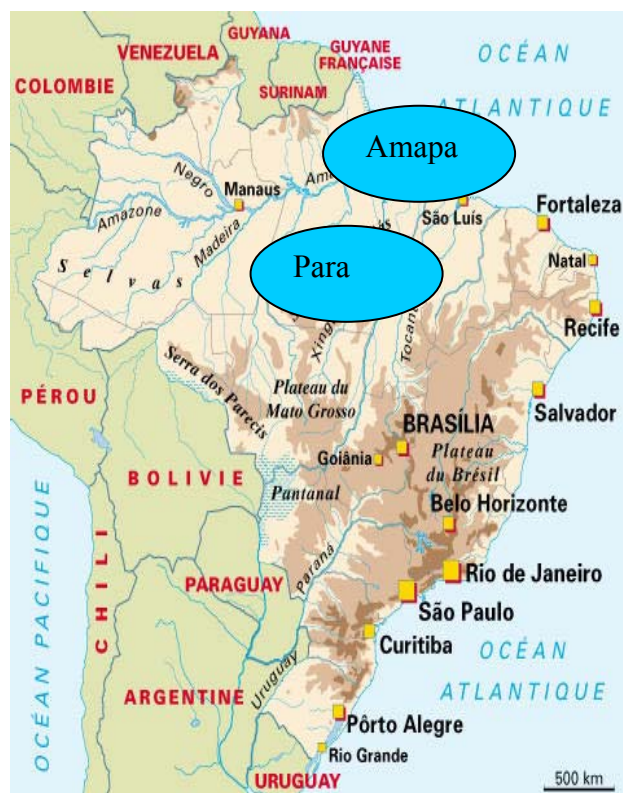 GUYANA
VENEZUELA
GUYANE
FRANÇAISE
OCÉAN
COLOMBIE
SURINAM
ATLANTIQUE
Amapa
Negro
Manaus
São Luís
Fortaleza
Amazone
Madeira
Natal
Selvas
Para
Recife
Serra dos Parecis
PÉROU
Plateau du
Mato Grosso
Salvador
BRASÍLIA
Goiânia
Plateau
du Brésil
BOLIVIE
Pantanal
Belo Horizonte
OCÉAN PACIFIQUE
CHILI
Paraná
PARAGUAY
Rio de Janeiro
São Paulo
Curitiba
Uruguay
OCÉAN
ATLANTIQUE
ARGENTINE
Pôrto Alegre
Rio Grande
URUGUAY
500 km